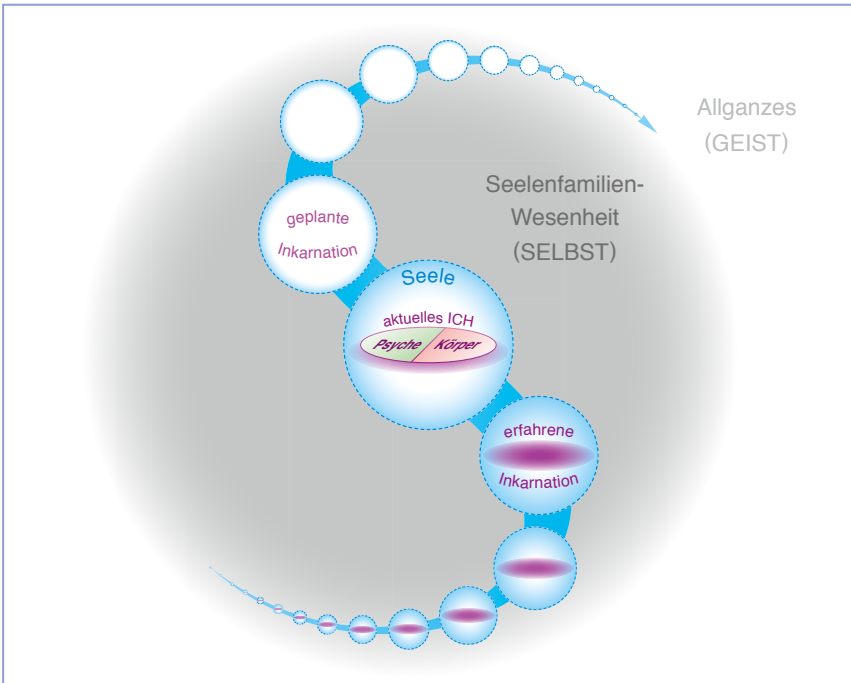 Allganzes
(GEIST)
Seelenfamilien-
Wesenheit
(SELBST)
geplante
Inkarnation
Seele
aktuelles ICH
Psyche Körper
erfahrene
Inkarnation